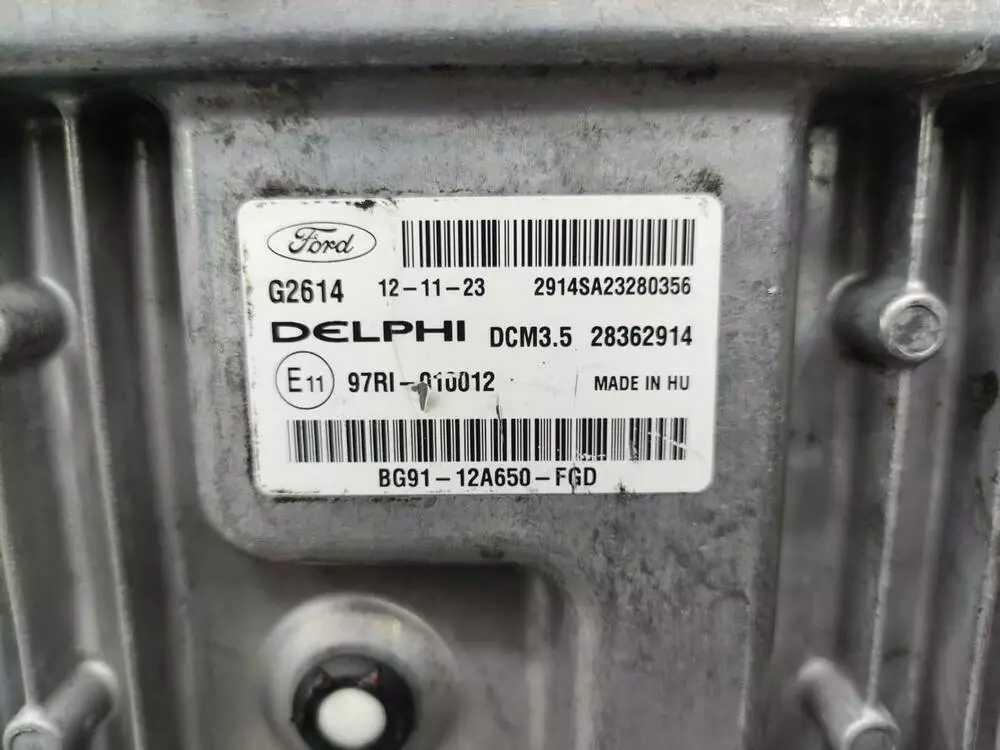 Ford
G2614 12-11-23 2914SA23280356
DELPHI DCM3.5 28362914
E11 97RI-010012 MADE IN HU
BG91-12A650-FGD